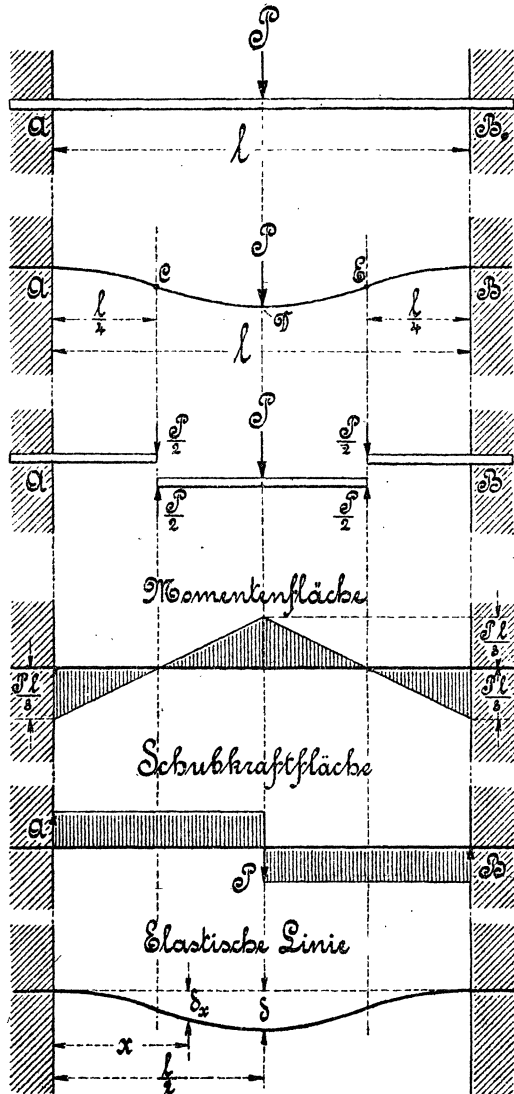 P
A B.
l
P
A C E B
l/4 D l/4
l
P
P/2 P/2
A B
P/2 P/2
Momentenfläche
Pl/8
Pl/8 Pl/8
Schubkraftfläche
A
P B
Elastische Linie
δx δ
x
l/2